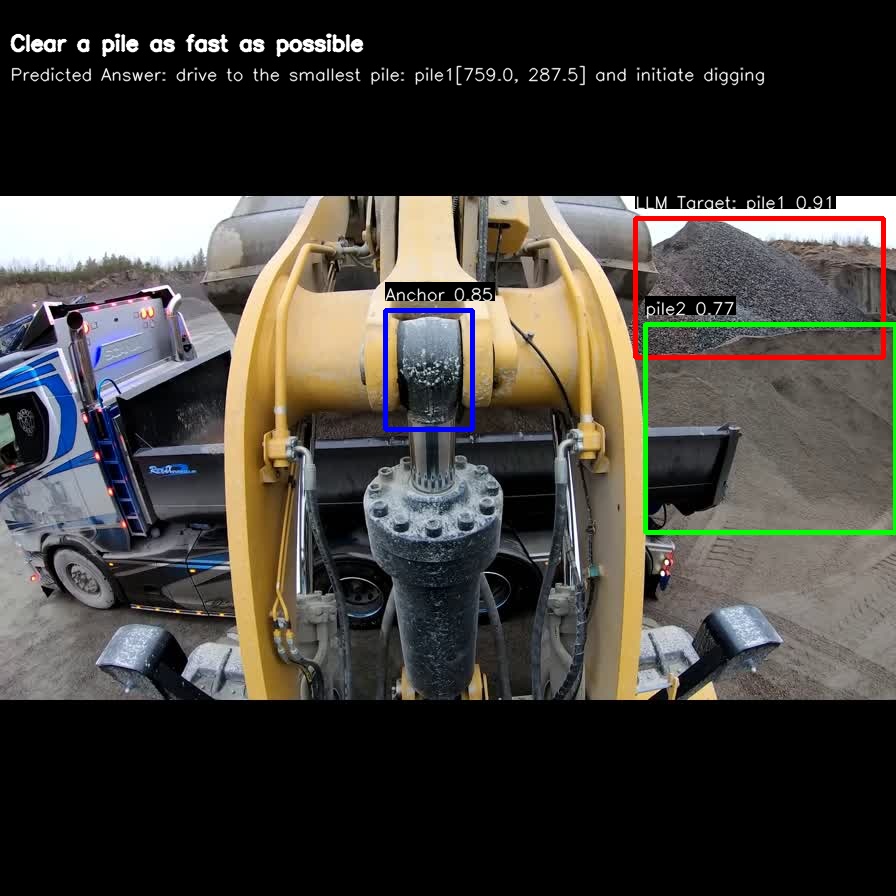 Clear a pile as fast as possible
Predicted Answer: drive to the smallest pile: pile1[759.0, 287.5] and initiate digging
LLM Target: pile1 0.91
Anchor 0.85
pile2 0.77